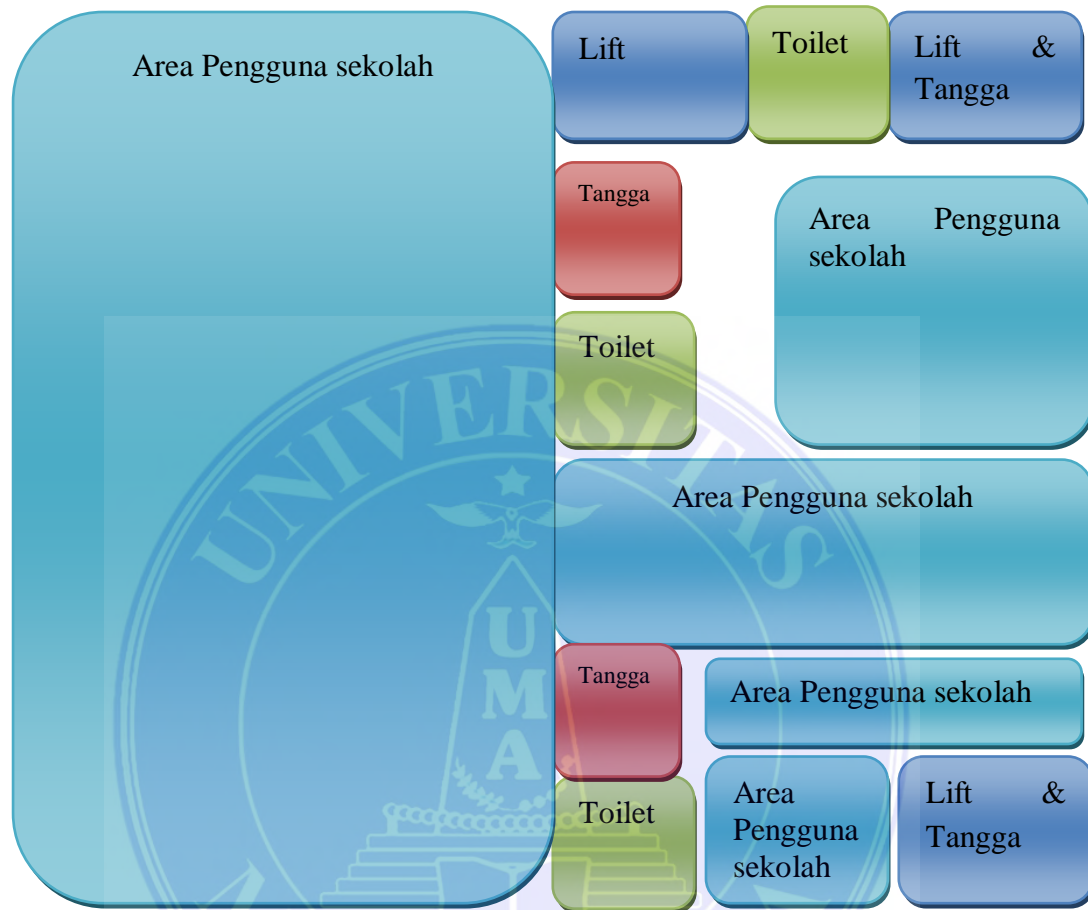 Area Pengguna sekolah
Lift
Toilet
Lift &
Tangga
Tangga
Area Pengguna
sekolah
Toilet
Area Pengguna sekolah
Tangga
Area Pengguna sekolah
Toilet
Area
Pengguna
sekolah
Lift &
Tangga
UNIVERSITAS
UMA